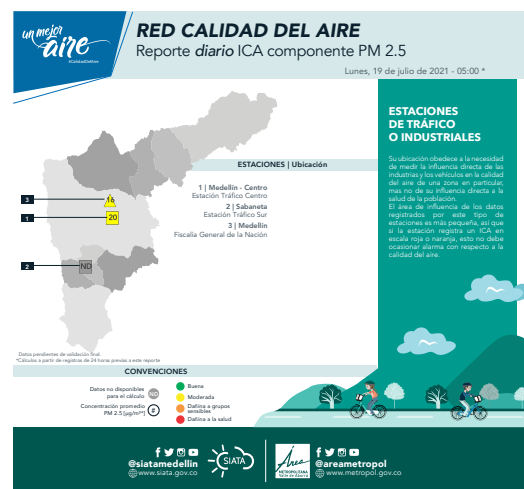 un mejor
aire
#CalidadDelAire
RED CALIDAD DEL AIRE
Reporte diario ICA componente PM 2.5
Lunes, 19 de julio de 2021 - 05:00 *
ESTACIONES | Ubicación
1 | Medellín - Centro
Estación Tráfico Centro
2 | Sabaneta
Estación Tráfico Sur
3 | Medellín
Fiscalía General de la Nación
3
16
1
20
2
ND
ESTACIONES
DE TRÁFICO
O INDUSTRIALES
Su ubicación obedece a la necesidad
de medir la influencia directa de las
industrias y los vehículos en la calidad
del aire de una zona en particular,
mas no de su influencia directa a la
salud de la población.
El área de influencia de los datos
registrados por este tipo de
estaciones es más pequeña, así que
si la estación registra un ICA en
escala roja o naranja, esto no debe
ocasionar alarma con respecto a la
calidad del aire.
Datos pendientes de validación final.
*Cálculos a partir de registros de 24 horas previas a este reporte
CONVENCIONES
Datos no disponibles
para el cálculo
ND
Concentración promedio
PM 2.5 (µg/m³)
#
Buena
Moderada
Dañina a grupos
sensibles
Dañina a la salud
@siatamedellin
www.siata.gov.co
SIATA
Área
METROPOLITANA
Valle de Aburrá
@areametropol
www.metropol.gov.co